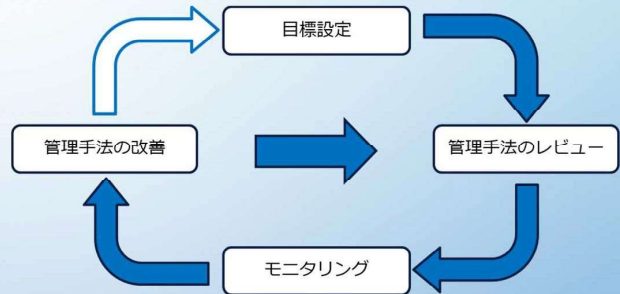 目標設定
管理手法の改善
管理手法のレビュー
モニタリング